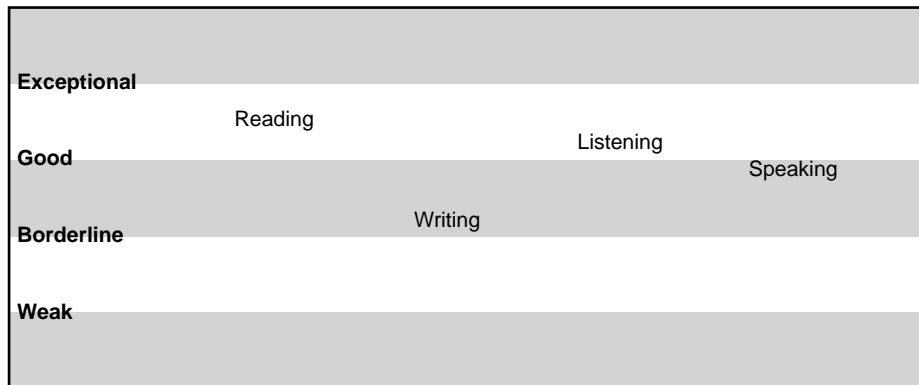 Exceptional
Reading
Listening
Good
Speaking
Writing
Borderline
Weak